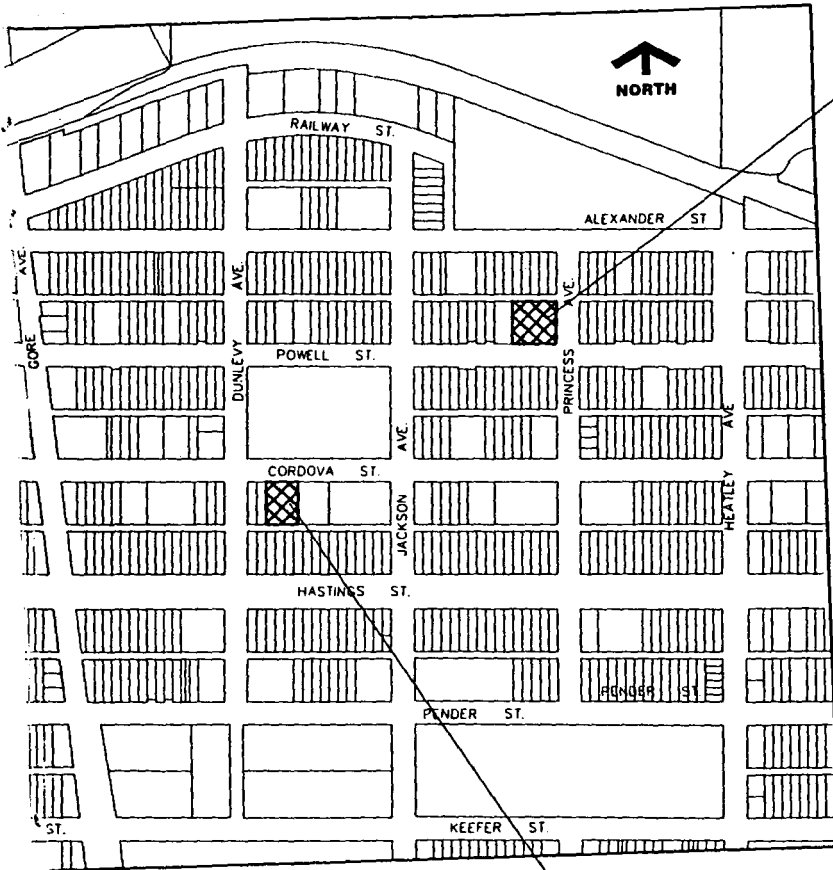 NORTH
RAILWAY ST.
ALEXANDER ST
AVE.
AVE.
AVE.
GORE
DUNLEVY
POWELL ST.
PRINCESS
AVE.
AVE
CORDOVA ST.
JACKSON
HEATLEY
HASTINGS ST.
PENDER ST.
PENDER ST.
ST.
KEEFER ST.